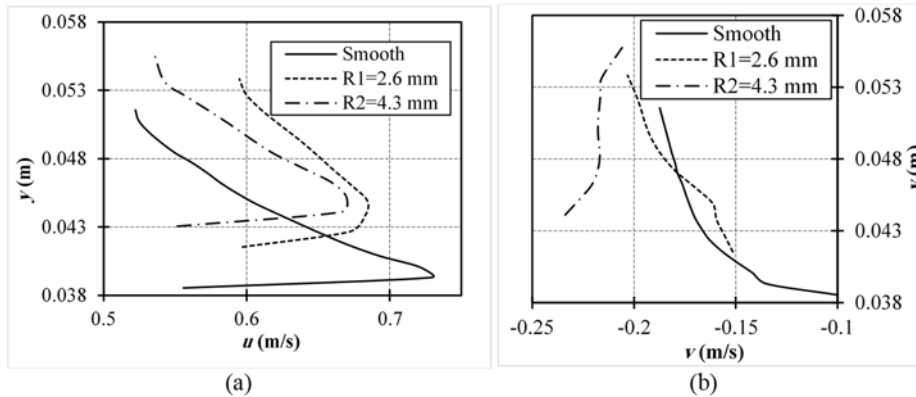 0.058
0.053
0.048
0.043
0.038
y (m)
0.5
0.6
0.7
u (m/s)
Smooth
R1=2.6 mm
R2=4.3 mm
(a)
Smooth
R1=2.6 mm
R2=4.3 mm
0.058
0.053
0.048
0.043
0.038
y (m)
-0.25
-0.2
-0.15
-0.1
v (m/s)
(b)